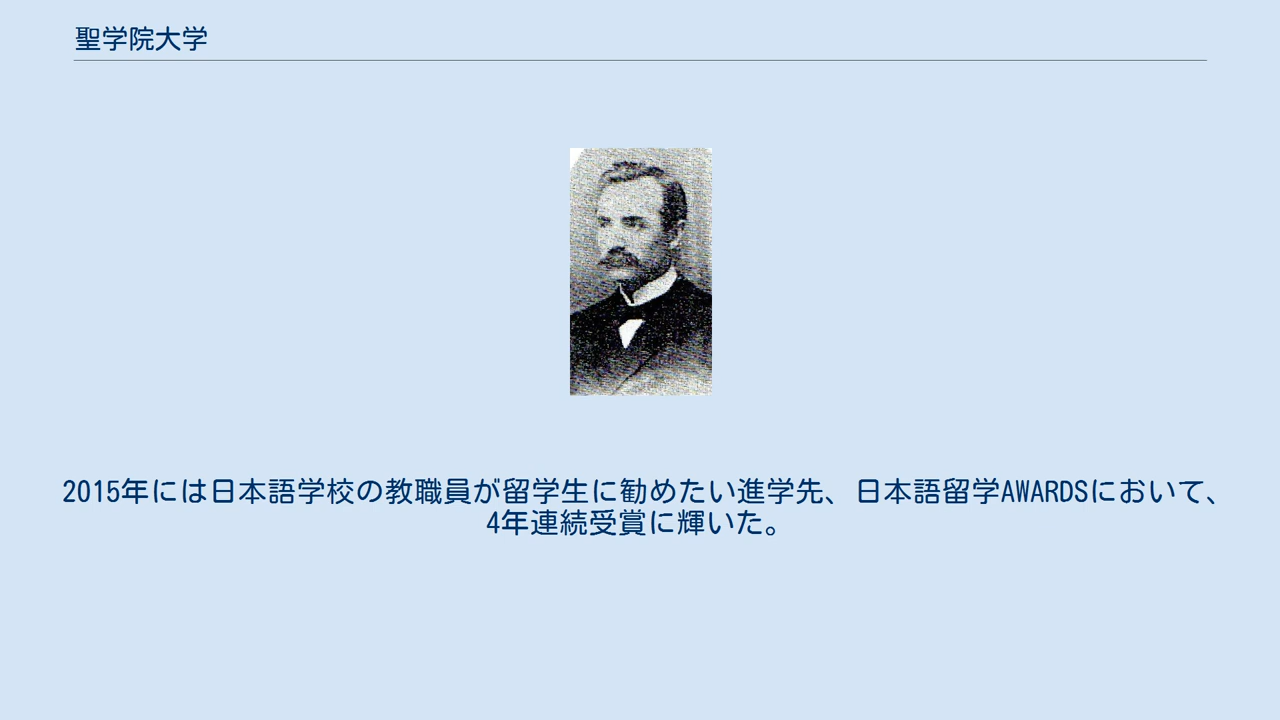 聖学院大学
2015年には日本語学校の教職員が留学生に勧めたい進学先、日本語留学AWARDSにおいて、
4年連続受賞に輝いた。